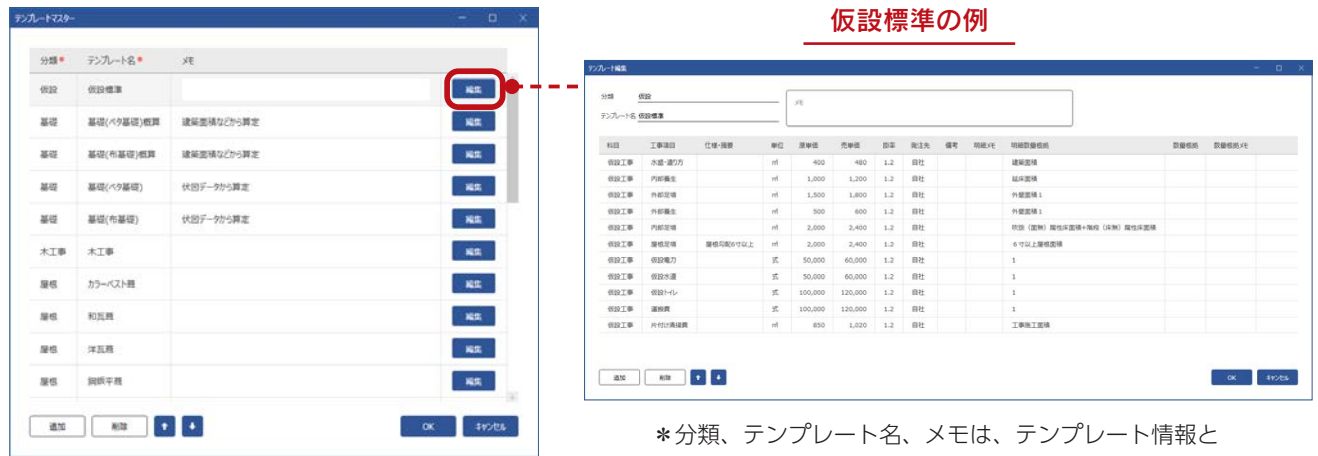 テンプレートマスター
分類* テンプレート名* メモ
仮設 仮設標準 編集
基礎 基礎(ベタ基礎)概算 建築面積などから算定 編集
基礎 基礎(布基礎)概算 建築面積などから算定 編集
基礎 基礎(ベタ基礎) 伏図データから算定 編集
基礎 基礎(布基礎) 伏図データから算定 編集
木工事 木工事 編集
屋根 カラーベスト葺 編集
屋根 和瓦葺 編集
屋根 洋瓦葺 編集
屋根 鋼鈑平葺 編集
追加 削除 OK キャンセル
仮設標準の例
テンプレート編集
分類 仮設
テンプレート名 仮設標準
メモ
科目 工事項目 仕様・摘要 単位 原単価 売単価 掛率 発注先 備考 明細メモ 明細数量根拠 数量根拠 数量根拠メモ
仮設工事 水盛・遣り方 ㎡ 400 480 1.2 自社 建築面積
仮設工事 内部養生 ㎡ 1,000 1,200 1.2 自社 延床面積
仮設工事 外部足場 ㎡ 1,500 1,800 1.2 自社 外壁面積1
仮設工事 外部養生 ㎡ 500 600 1.2 自社 外壁面積1
仮設工事 内部足場 ㎡ 2,000 2,400 1.2 自社 吹抜(面無)属性床面積+階段(床無)属性床面積
仮設工事 屋根足場 屋根勾配6寸以上 ㎡ 2,000 2,400 1.2 自社 6寸以上屋根面積
仮設工事 仮設電力 式 50,000 60,000 1.2 自社 1
仮設工事 仮設水道 式 50,000 60,000 1.2 自社 1
仮設工事 仮設トイレ 式 100,000 120,000 1.2 自社 1
仮設工事 運搬費 式 100,000 120,000 1.2 自社 1
仮設工事 片付け清掃費 ㎡ 850 1,020 1.2 自社 工事施工面積
追加 削除 OK キャンセル
*分類、テンプレート名、メモは、テンプレート情報と